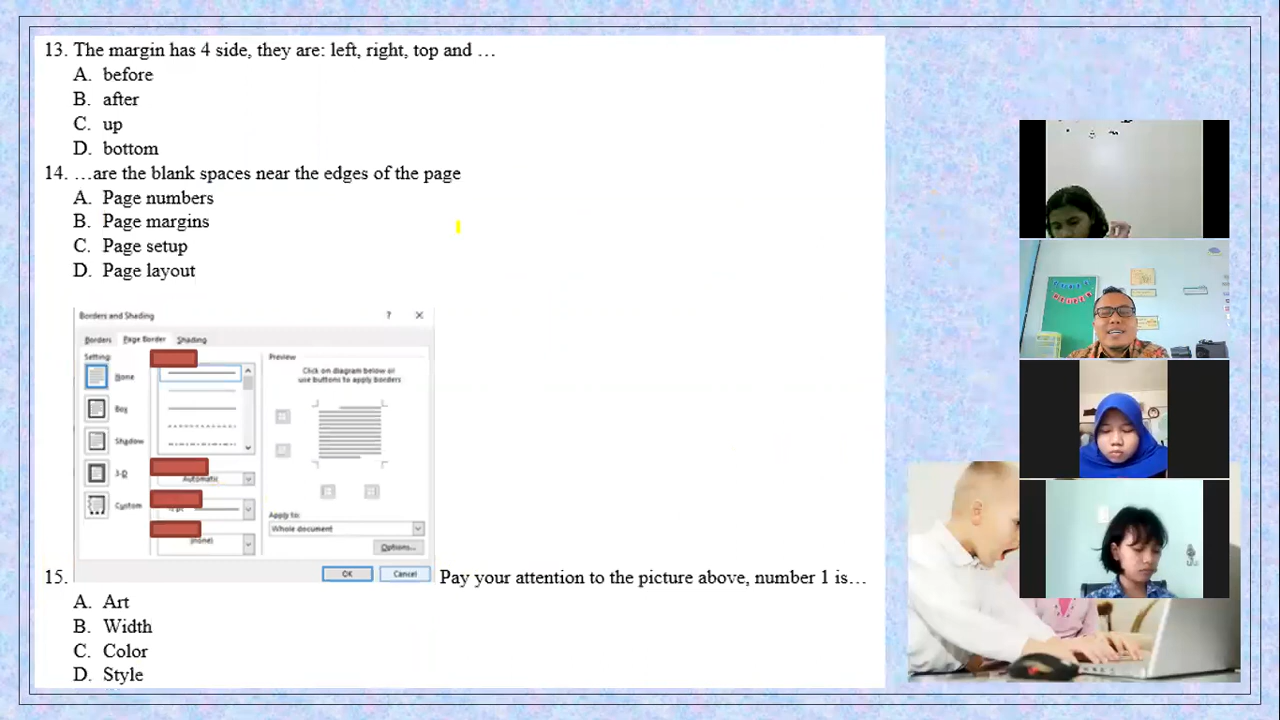 13. The margin has 4 side, they are: left, right, top and …
A. before
B. after
C. up
D. bottom
14. …are the blank spaces near the edges of the page
A. Page numbers
B. Page margins
C. Page setup
D. Page layout
Borders and Shading ? ×
Borders Page Border Shading
Setting:
None
Box
Shadow
3-D
Custom
Automatic
(none)
Preview
Click on diagram below or
use buttons to apply borders
Apply to:
Whole document
Options...
OK Cancel
15. Pay your attention to the picture above, number 1 is…
A. Art
B. Width
C. Color
D. Style